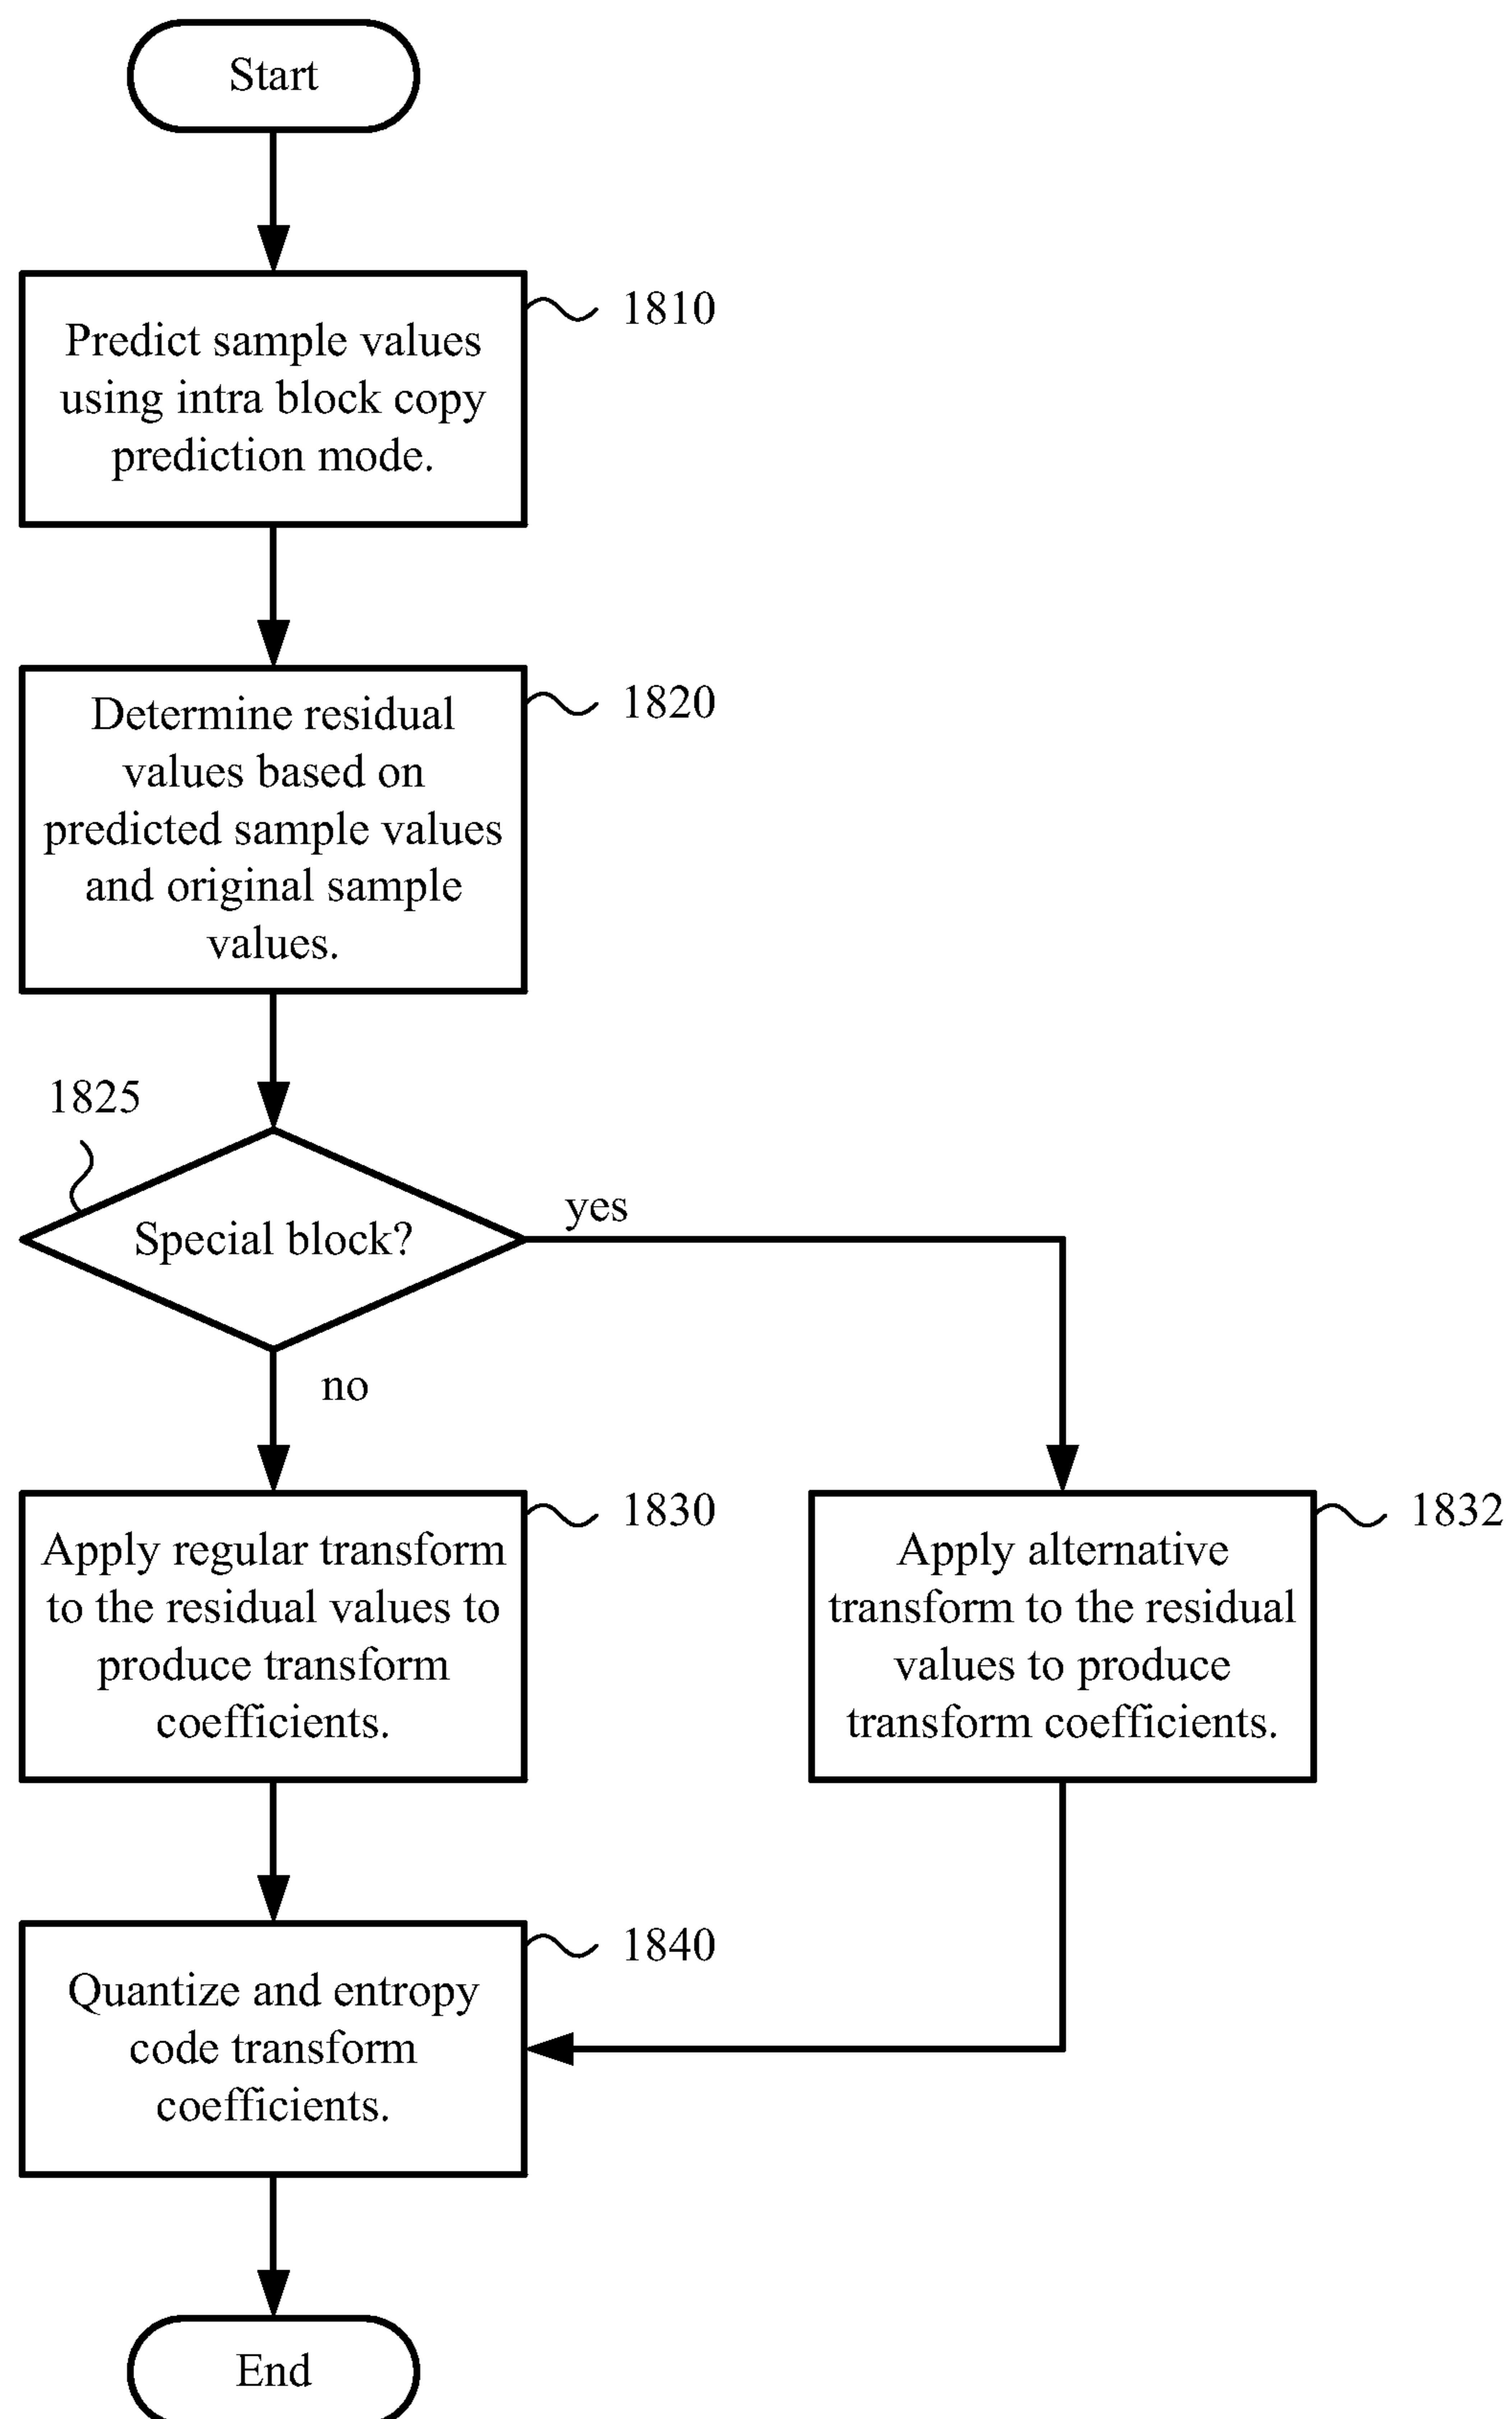 Start
Predict sample values
using intra block copy
prediction mode.
1810
Determine residual
values based on
predicted sample values
and original sample
values.
1820
1825
Special block?
yes
no
Apply regular transform
to the residual values to
produce transform
coefficients.
1830
Apply alternative
transform to the residual
values to produce
transform coefficients.
1832
Quantize and entropy
code transform
coefficients.
1840
End